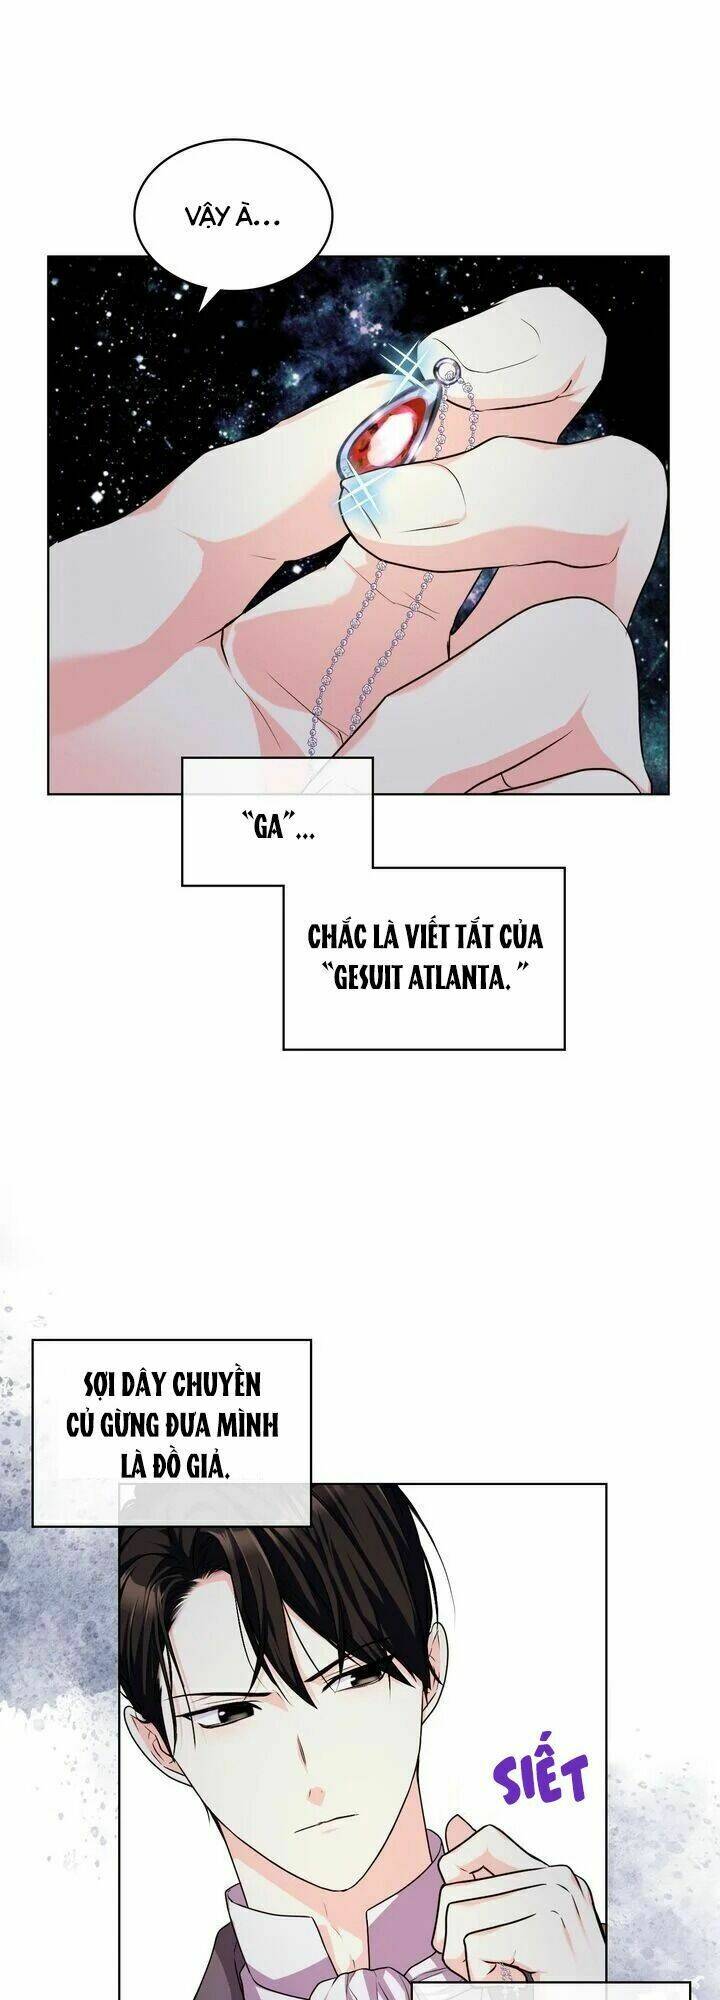 VẬY À...
"GA"...
CHẮC LÀ VIẾT TẮT CỦA
"GESUIT ATLANTA."
SỢI DÂY CHUYỀN
CỦ GỪNG ĐƯA MÌNH
LÀ ĐỒ GIẢ.
SIẾT